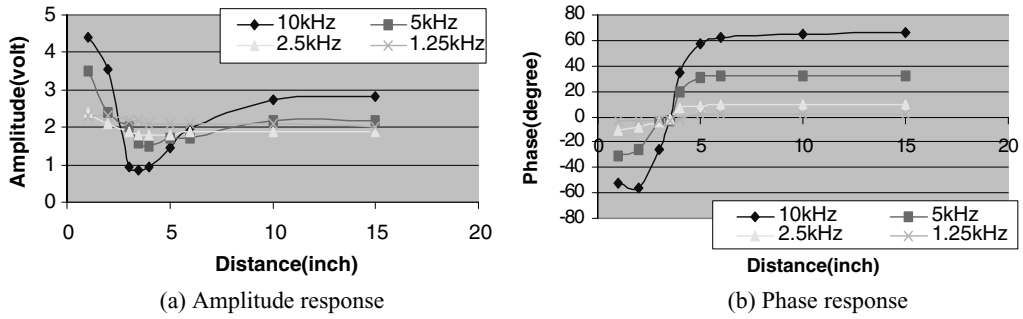 10kHz 5kHz
2.5kHz 1.25kHz
5
4
3
2
1
0
0 5 10 15 20
Amplitude(volt)
Distance(inch)
(a) Amplitude response
80
60
40
20
0
-20
-40
-60
-80
0 5 10 15 20
Phase(degree)
10kHz 5kHz
2.5kHz 1.25kHz
Distance(inch)
(b) Phase response